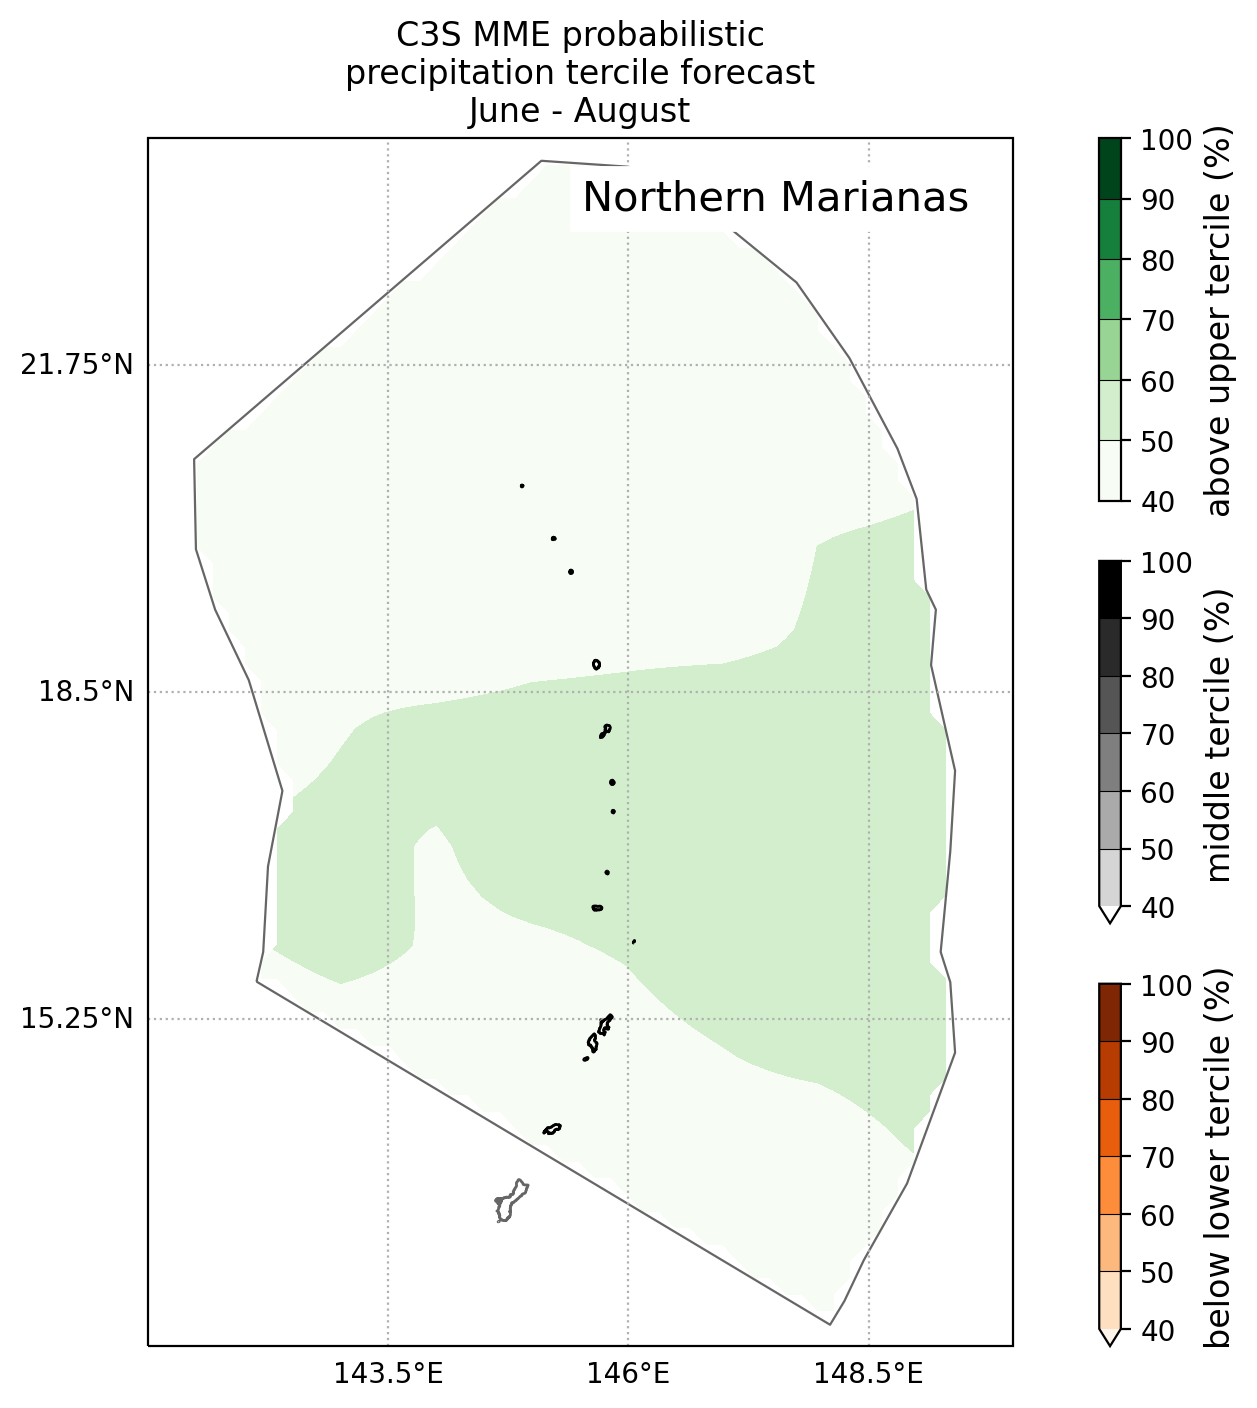 C3S MME probabilistic
precipitation tercile forecast
June - August
Northern Marianas
21.75°N
18.5°N
15.25°N
143.5°E
146°E
148.5°E
100
90
80
70
60
50
40
above upper tercile (%)
100
90
80
70
60
50
40
middle tercile (%)
100
90
80
70
60
50
40
below lower tercile (%)